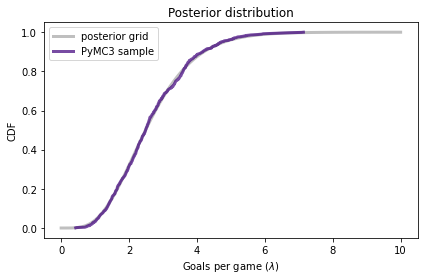 Posterior distribution
posterior grid
PyMC3 sample
1.0
0.8
0.6
0.4
0.2
0.0
CDF
0
2
4
6
8
10
Goals per game (λ)